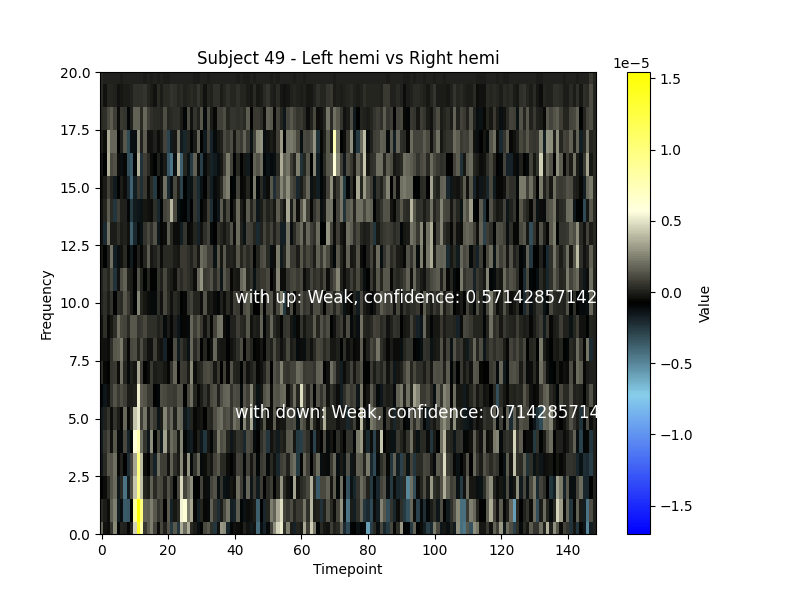 Subject 49 - Left hemi vs Right hemi
1e−5
20.0
17.5
15.0
12.5
10.0
7.5
5.0
2.5
0.0
Frequency
with up: Weak, confidence: 0.57142857142
with down: Weak, confidence: 0.714285714
0 20 40 60 80 100 120 140
Timepoint
1.5
1.0
0.5
0.0
−0.5
−1.0
−1.5
Value